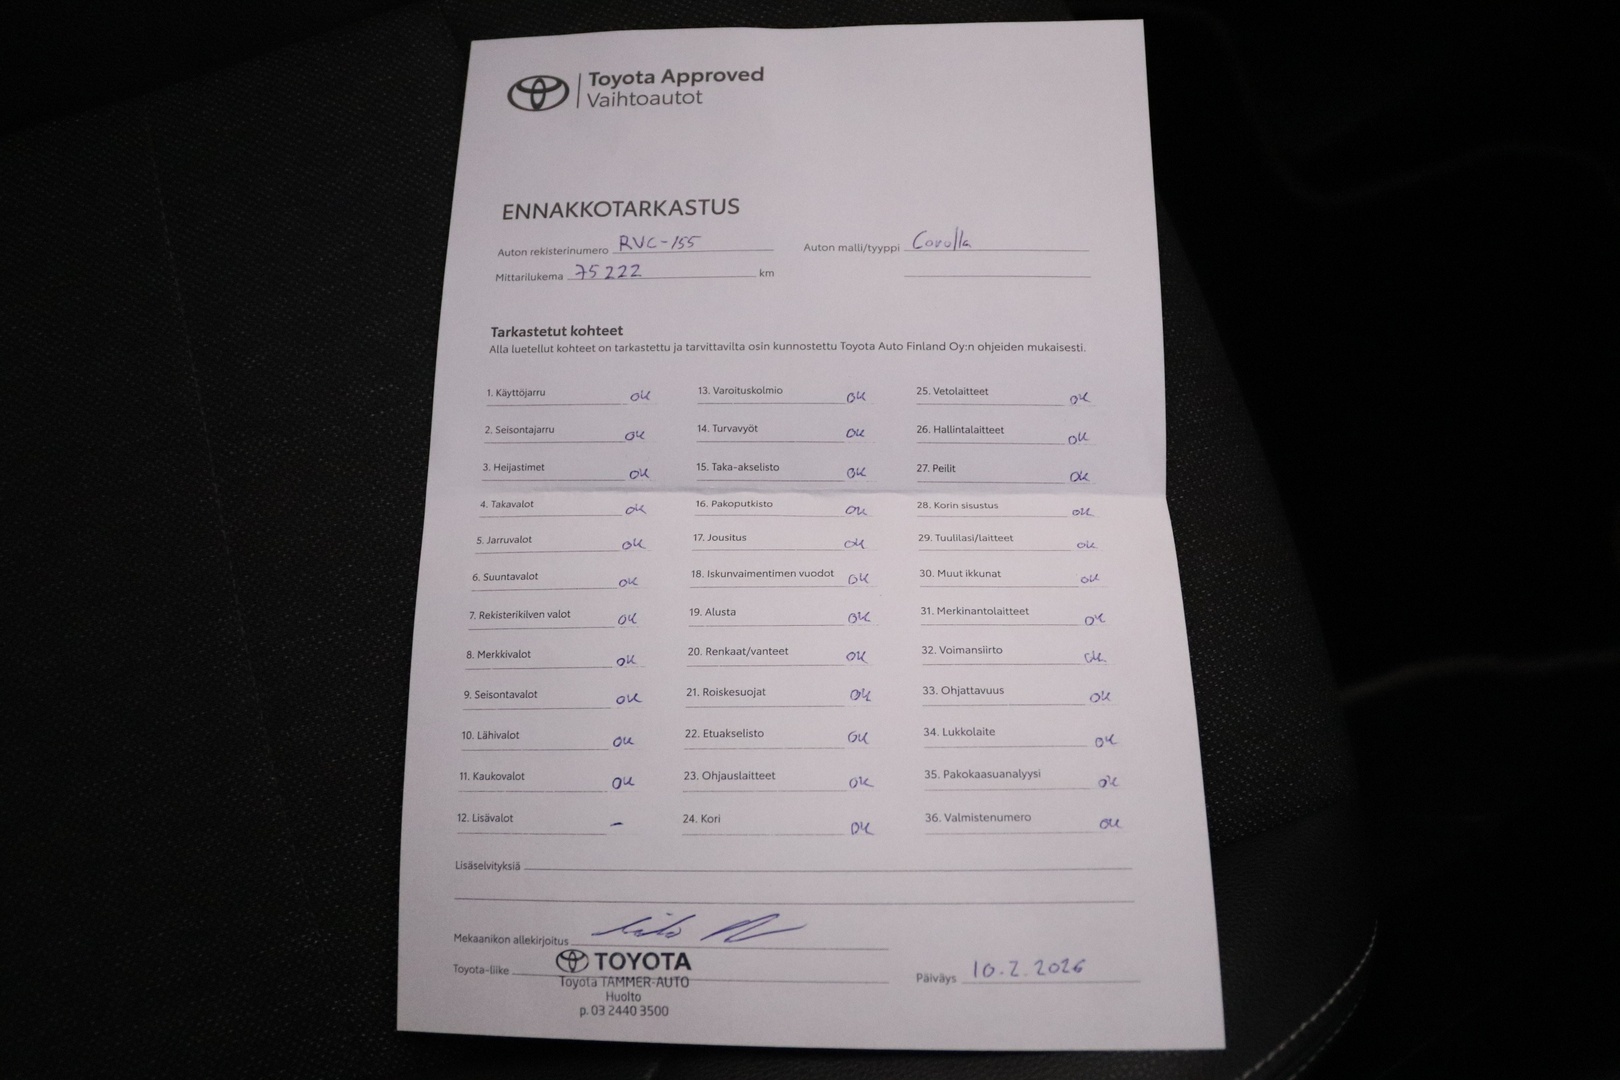 Toyota Approved
Vaihtoautot
ENNAKKOTARKASTUS
Auton rekisterinumero RVC-155 Auton malli/tyyppi Corolla
Mittarilukema 75222 km
Tarkastetut kohteet
Alla luetellut kohteet on tarkastettu ja tarvittavilta osin kunnostettu Toyota Auto Finland Oy:n ohjeiden mukaisesti.
1. Käyttöjarru OK 13. Varoituskolmio OK 25. Vetolaitteet OK
2. Seisontajarru OK 14. Turvavyöt OK 26. Hallintalaitteet OK
3. Heijastimet OK 15. Taka-akselisto OK 27. Peilit OK
4. Takavalot OK 16. Pakoputkisto OK 28. Korin sisustus OK
5. Jarruvalot OK 17. Jousitus OK 29. Tuulilasi/laitteet OK
6. Suuntavalot OK 18. Iskunvaimentimen vuodot OK 30. Muut ikkunat OK
7. Rekisterikilven valot OK 19. Alusta OK 31. Merkinantolaitteet OK
8. Merkkivalot OK 20. Renkaat/vanteet OK 32. Voimansiirto OK
9. Seisontavalot OK 21. Roiskesuojat OK 33. Ohjattavuus OK
10. Lähivalot OK 22. Etuakselisto OK 34. Lukkolaite OK
11. Kaukovalot OK 23. Ohjauslaitteet OK 35. Pakokaasuanalyysi OK
12. Lisävalot – 24. Kori OK 36. Valmistenumero OK
Lisäselvityksiä
Mekaanikon allekirjoitus
Toyota-liike TOYOTA Päiväys 10.2.2026
Toyota TAMMER-AUTO
Huolto
p. 03 2440 3500